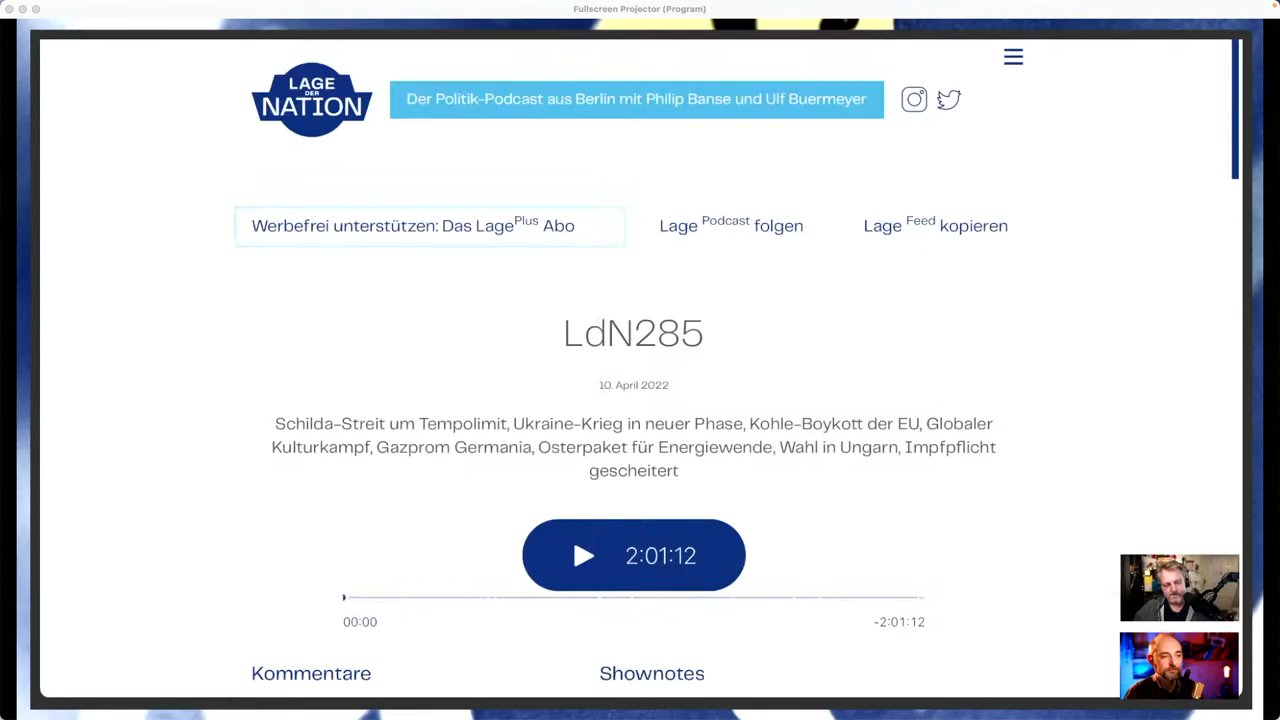 Fullscreen Projector (Program)
LAGE
DER
NATION
Der Politik-Podcast aus Berlin mit Philip Banse und Ulf Buermeyer
Werbefrei unterstützen: Das Lage Plus Abo
Lage Podcast folgen
Lage Feed kopieren
LdN285
10. April 2022
Schilda-Streit um Tempolimit, Ukraine-Krieg in neuer Phase, Kohle-Boykott der EU, Globaler
Kulturkampf, Gazprom Germania, Osterpaket für Energiewende, Wahl in Ungarn, Impfpflicht
gescheitert
2:01:12
00:00
-2:01:12
Kommentare
Shownotes